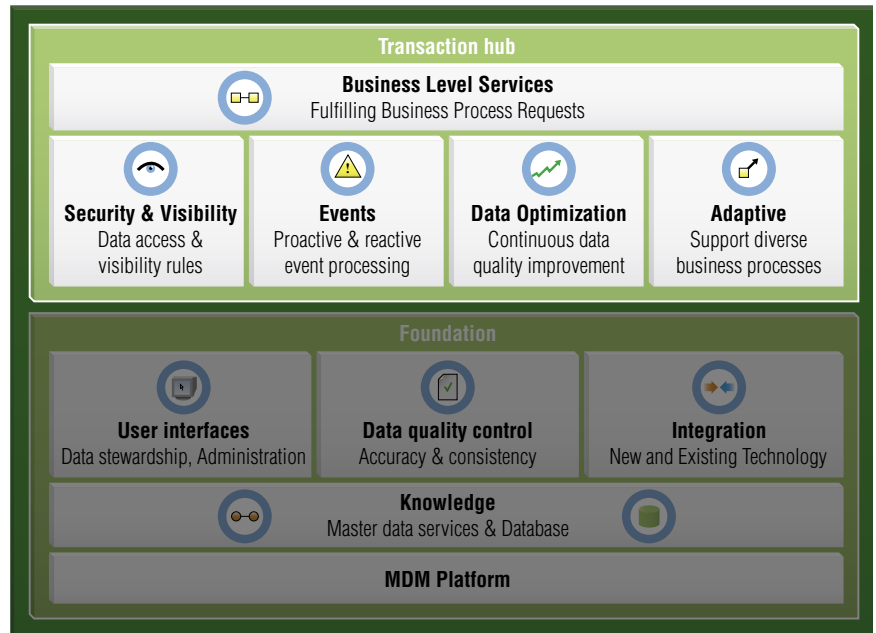 Transaction hub
Business Level Services
Fulfilling Business Process Requests
Security & Visibility
Data access &
visibility rules
Events
Proactive & reactive
event processing
Data Optimization
Continuous data
quality improvement
Adaptive
Support diverse
business processes
Foundation
User interfaces
Data stewardship, Administration
Data quality control
Accuracy & consistency
Integration
New and Existing Technology
Knowledge
Master data services & Database
MDM Platform